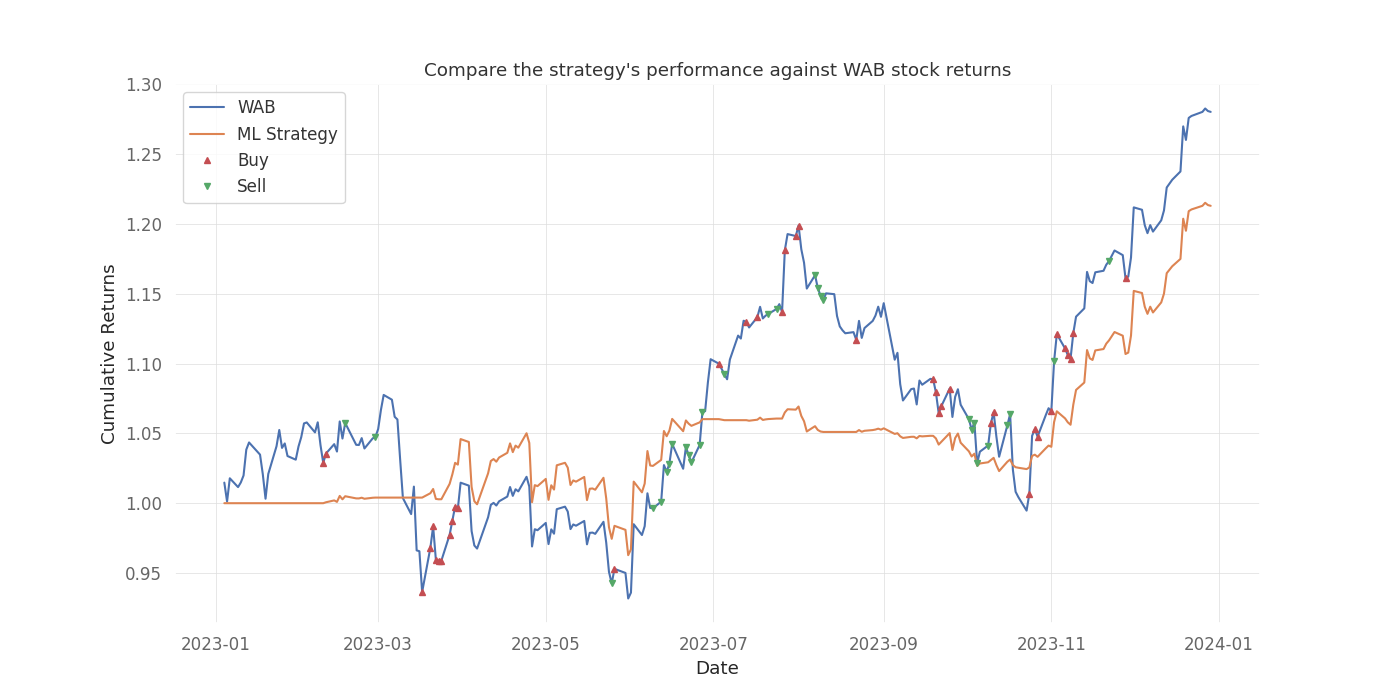 Compare the strategy's performance against WAB stock returns
1.30
1.25
1.20
1.15
1.10
1.05
1.00
0.95
Cumulative Returns
WAB
ML Strategy
Buy
Sell
2023-01 2023-03 2023-05 2023-07 2023-09 2023-11 2024-01
Date